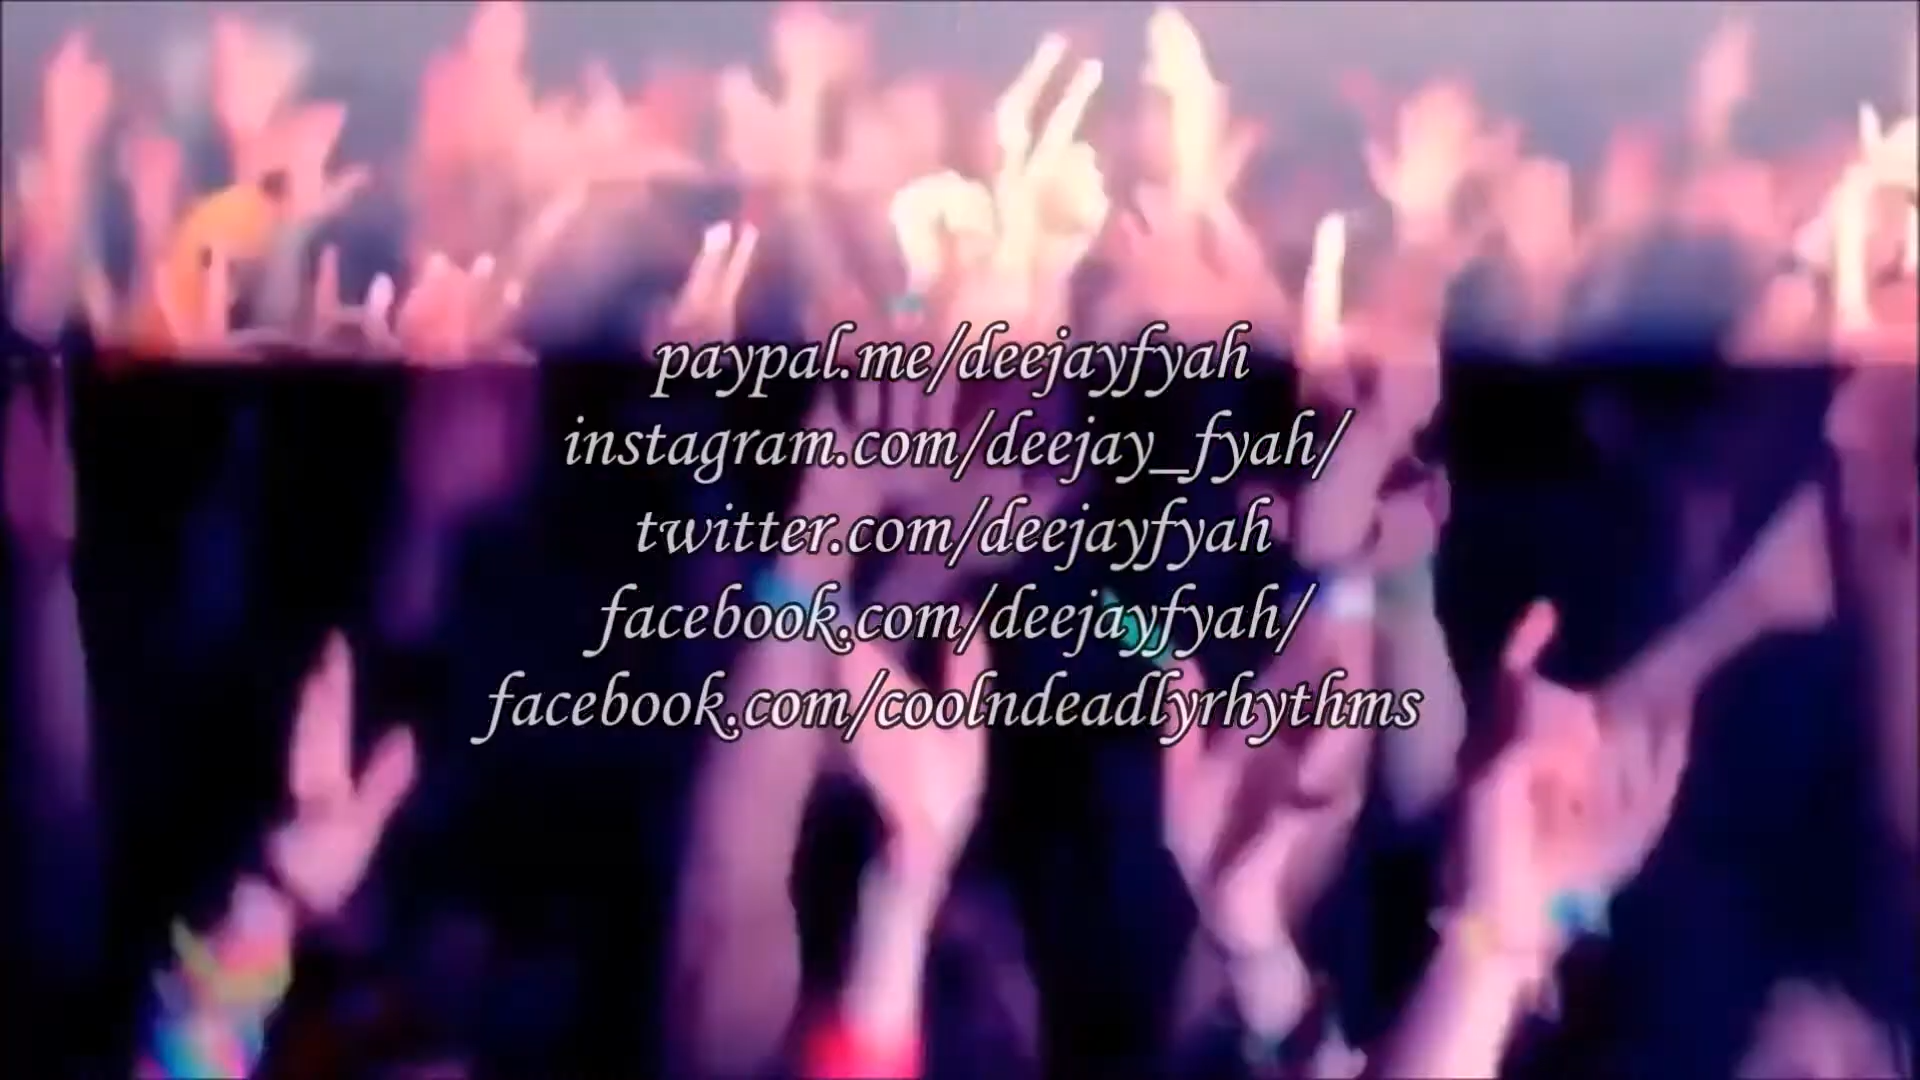 paypal.me/deejayfyah
instagram.com/deejay_fyah/
twitter.com/deejayfyah
facebook.com/deejayfyah/
facebook.com/coolndeadlyrhythms